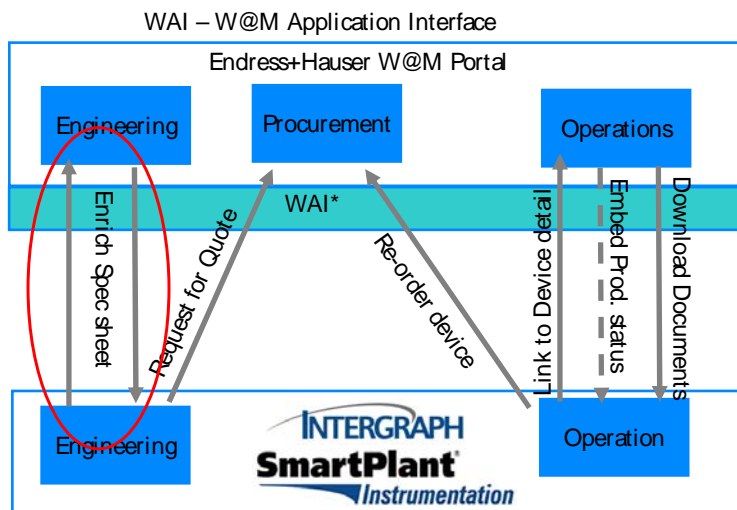 WAI – W@M Application Interface
Endress+Hauser W@M Portal
Engineering
Procurement
Operations
WAI*
Enrich Spec sheet
Request for Quote
Re-order device
Link to Device detail
Embed Prod. status
Download Documents
Engineering
INTERGRAPH
SmartPlant®
Instrumentation
Operation